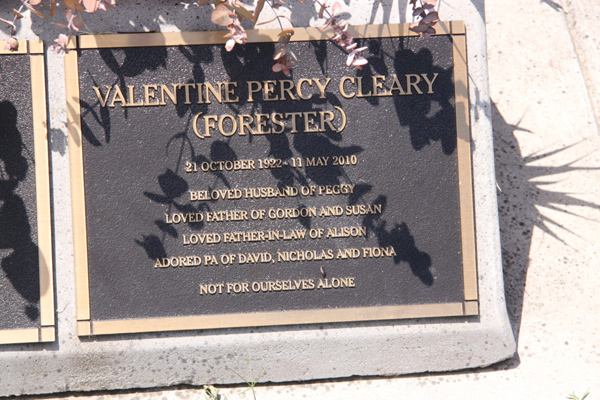 VALENTINE PERCY CLEARY
(FORESTER)
21 OCTOBER 1922 - 11 MAY 2010
BELOVED HUSBAND OF PEGGY
LOVED FATHER OF GORDON AND SUSAN
LOVED FATHER-IN-LAW OF ALISON
ADORED PA OF DAVID, NICHOLAS AND FIONA
NOT FOR OURSELVES ALONE